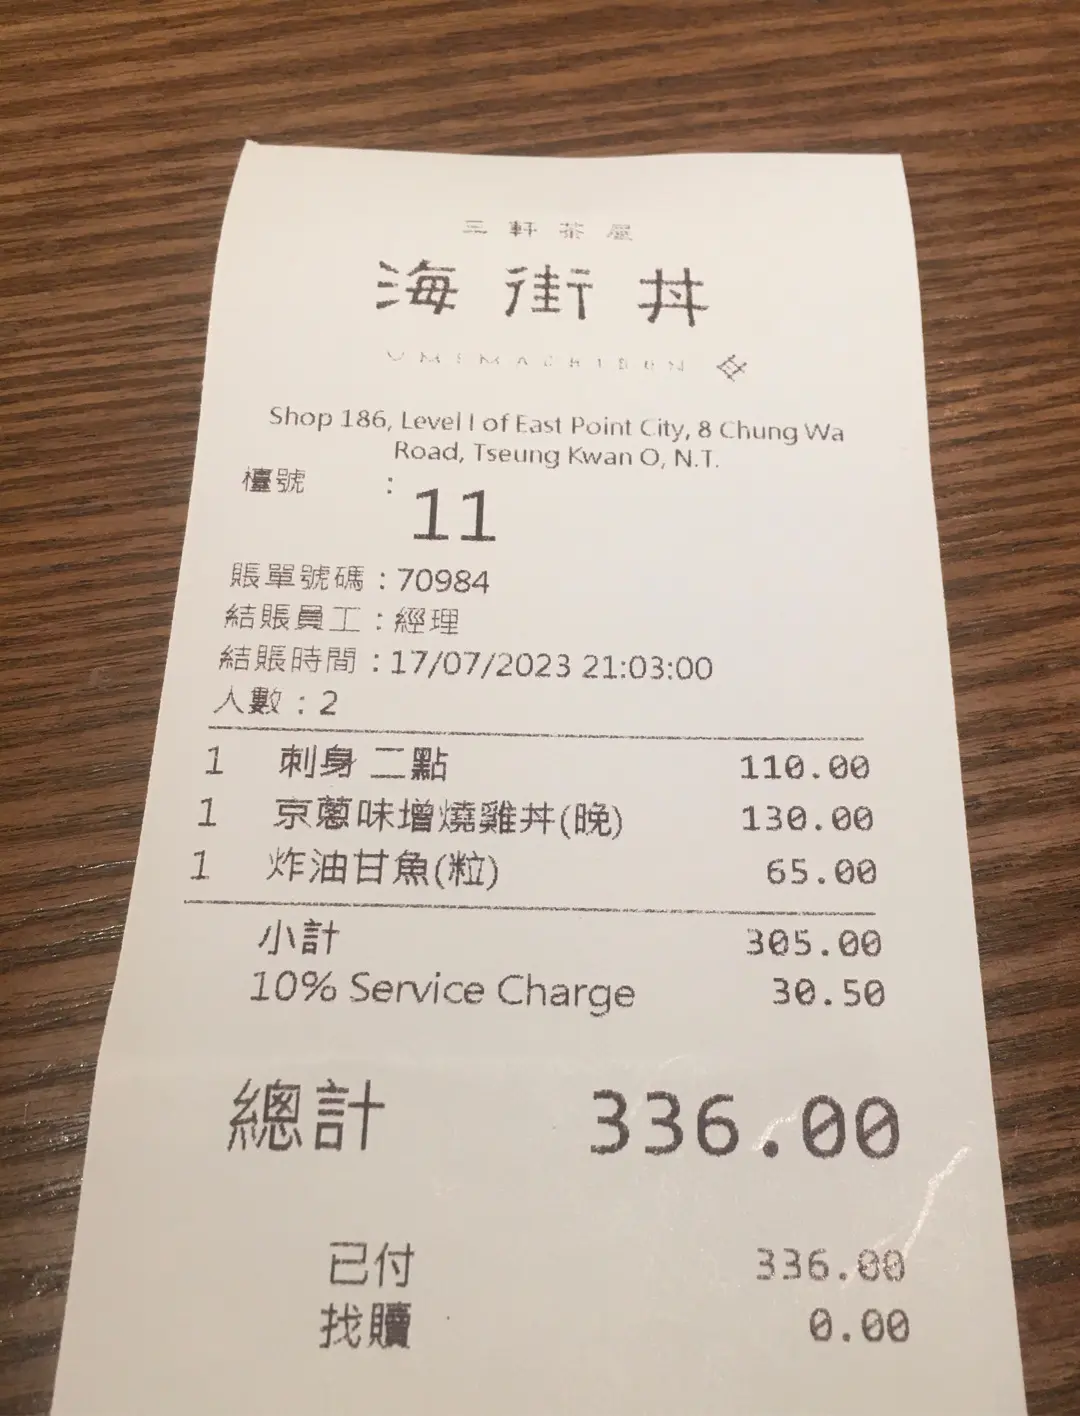 三軒茶屋
海街丼
UMIMACHIDON
Shop 186, Level 1 of East Point City, 8 Chung Wa
Road, Tseung Kwan O, N.T.
檯號 : 11
賬單號碼 : 70984
結賬員工 : 經理
結賬時間 : 17/07/2023 21:03:00
人數 : 2
1 刺身 二點 110.00
1 京蔥味增燒雞丼(晚) 130.00
1 炸油甘魚(粒) 65.00
小計 305.00
10% Service Charge 30.50
總計 336.00
已付 336.00
找贖 0.00